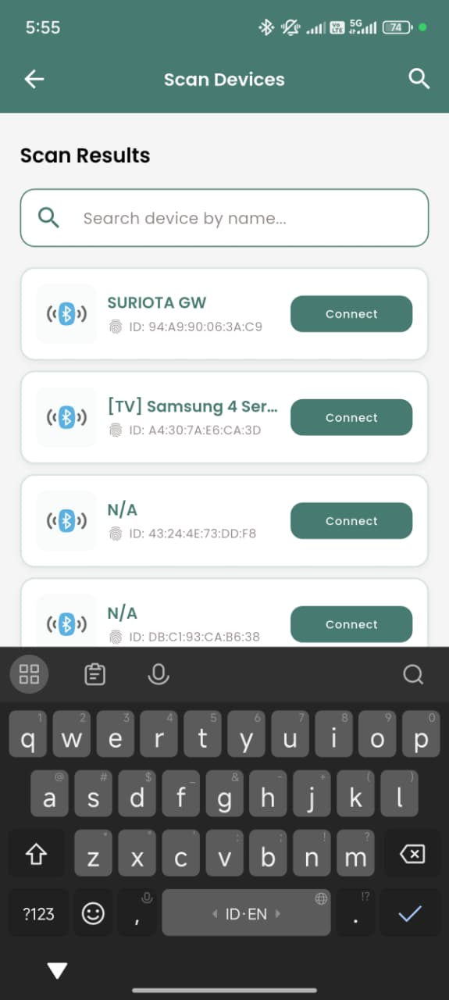 5:55
Vo LTE 5G 74
Scan Devices
Scan Results
Search device by name...
SURIOTA GW
ID: 94:A9:90:06:3A:C9
Connect
[TV] Samsung 4 Ser...
ID: A4:30:7A:E6:CA:3D
Connect
N/A
ID: 43:24:4E:73:DD:F8
Connect
N/A
ID: DB:C1:93:CA:B6:38
Connect
1 2 3 4 5 6 7 8 9 0
q w e r t y u i o p
@ # $ _ & - + ( )
a s d f g h j k l
* " ' : ; ! ?
z x c v b n m
!?
?123 , ID·EN .